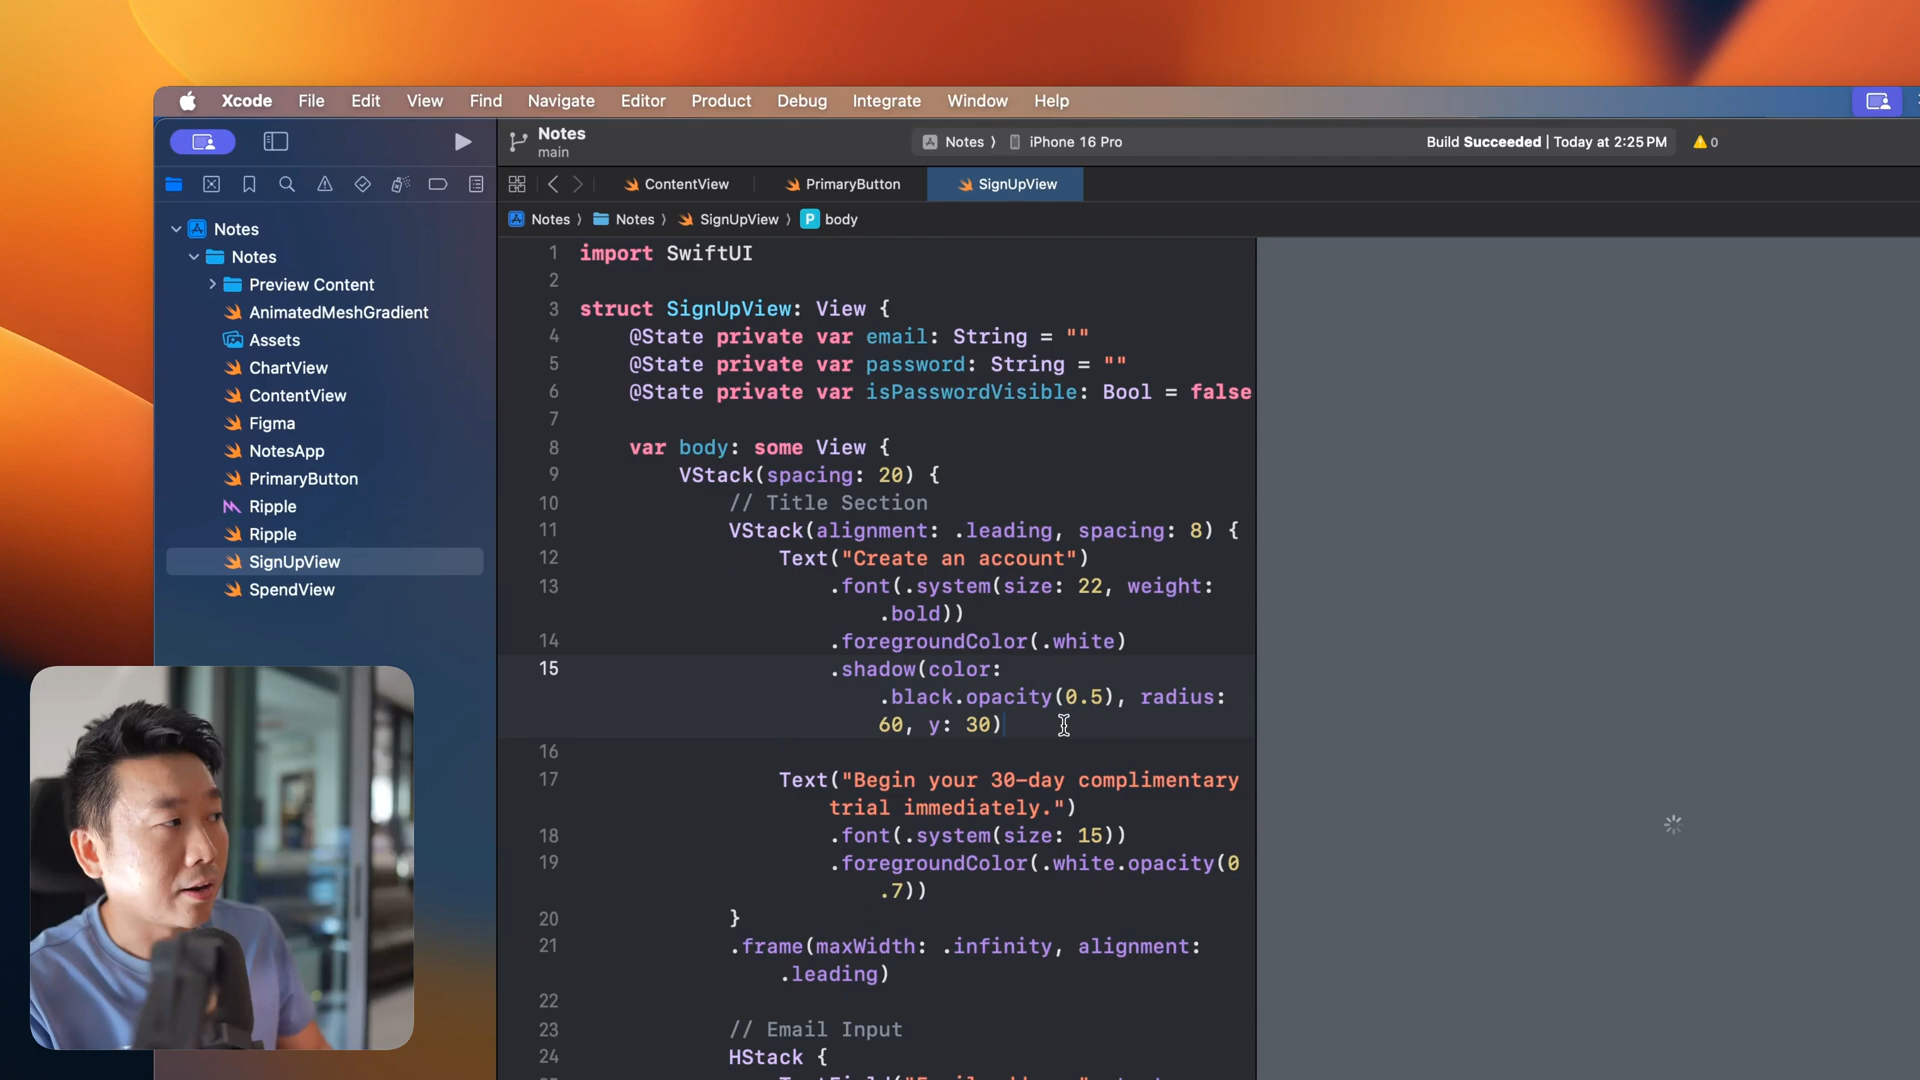 Xcode File Edit View Find Navigate Editor Product Debug Integrate Window Help
Notes
main
Notes 〉 iPhone 16 Pro
Build Succeeded | Today at 2:25 PM
0
ContentView
PrimaryButton
SignUpView
Notes 〉 Notes 〉 SignUpView 〉 P body
Notes
Notes
Preview Content
AnimatedMeshGradient
Assets
ChartView
ContentView
Figma
NotesApp
PrimaryButton
Ripple
Ripple
SignUpView
SpendView
1 import SwiftUI
2
3 struct SignUpView: View {
4 @State private var email: String = ""
5 @State private var password: String = ""
6 @State private var isPasswordVisible: Bool = false
7
8 var body: some View {
9 VStack(spacing: 20) {
10 // Title Section
11 VStack(alignment: .leading, spacing: 8) {
12 Text("Create an account")
13 .font(.system(size: 22, weight:
.bold))
14 .foregroundColor(.white)
15 .shadow(color:
.black.opacity(0.5), radius:
60, y: 30)
16
17 Text("Begin your 30-day complimentary
trial immediately.")
18 .font(.system(size: 15))
19 .foregroundColor(.white.opacity(0
.7))
20 }
21 .frame(maxWidth: .infinity, alignment:
.leading)
22
23 // Email Input
24 HStack {